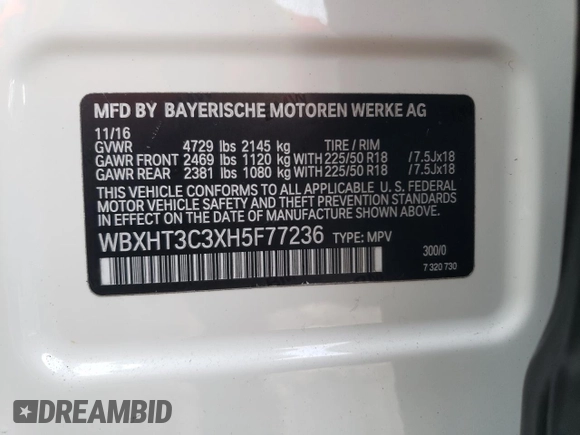 MFD BY BAYERISCHE MOTOREN WERKE AG
11/16
GVWR 4729 lbs 2145 kg TIRE / RIM
GAWR FRONT 2469 lbs 1120 kg WITH 225/50 R18 /7.5Jx18
GAWR REAR 2381 lbs 1080 kg WITH 225/50 R18 /7.5Jx18
THIS VEHICLE CONFORMS TO ALL APPLICABLE U. S. FEDERAL
MOTOR VEHICLE SAFETY AND THEFT PREVENTION STANDARDS
IN EFFECT ON THE DATE OF MANUFACTURE SHOWN ABOVE.
WBXHT3C3XH5F77236 TYPE: MPV
300/0
7 320 730
DREAMBID